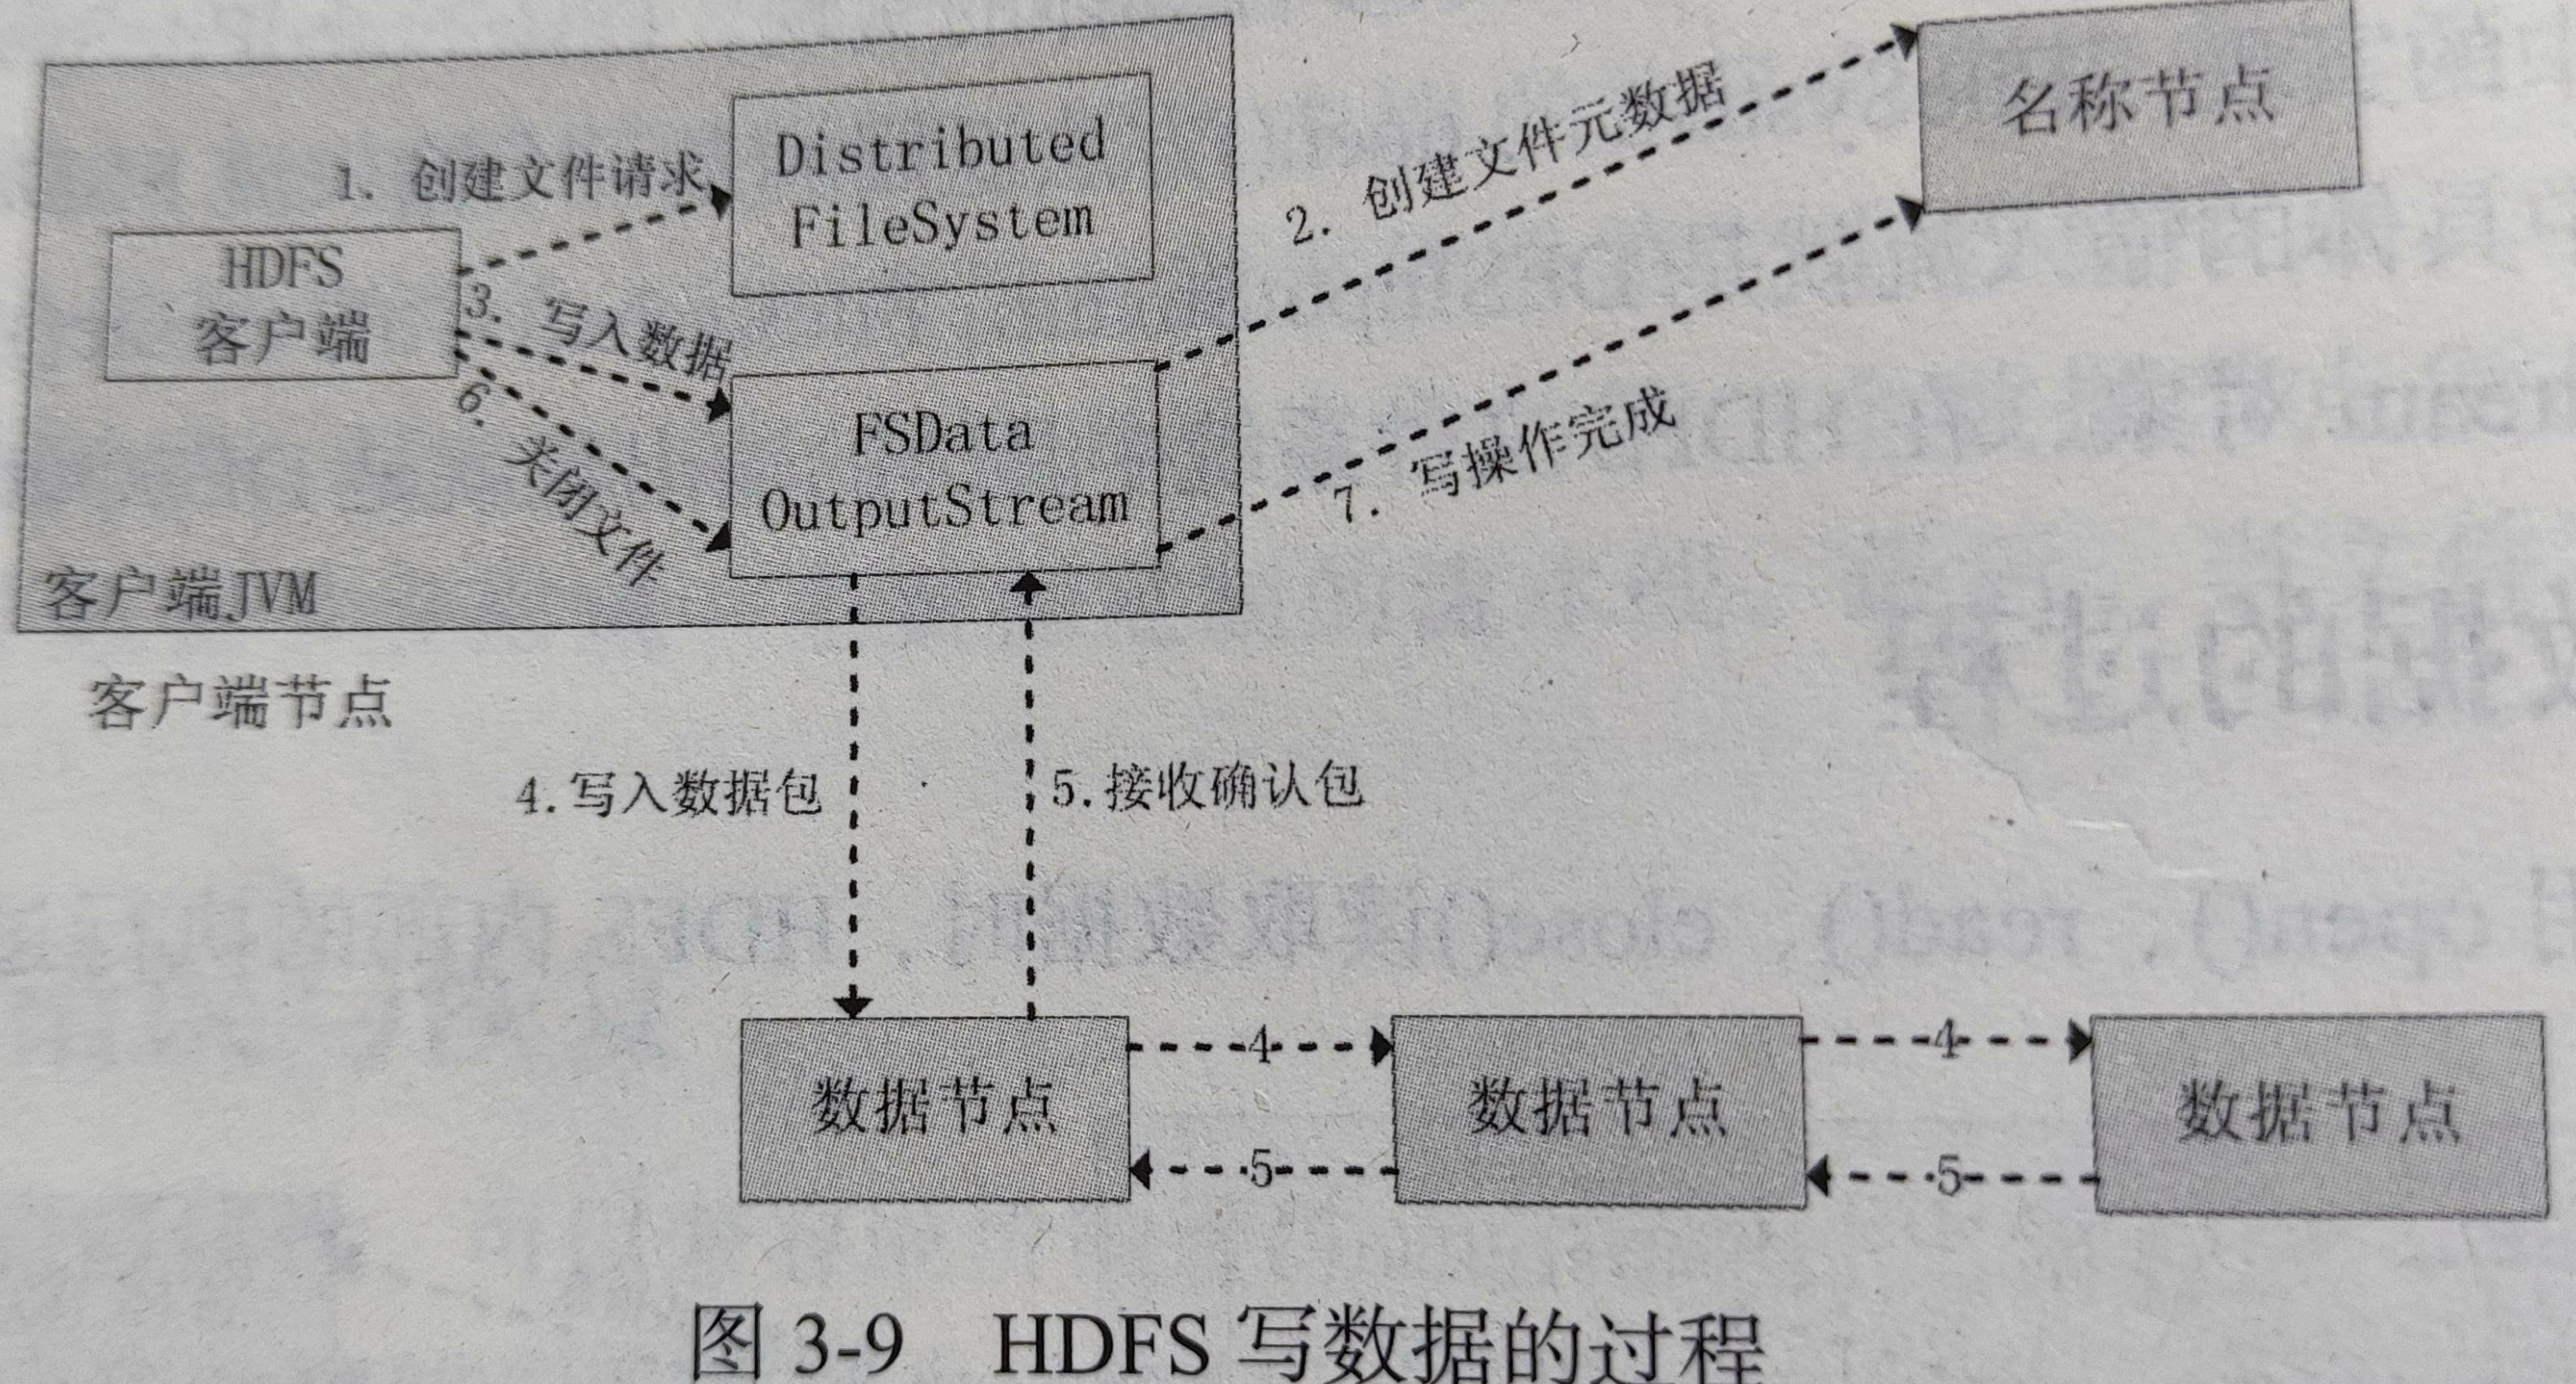 1. 创建文件请求
Distributed
FileSystem
2. 创建文件元数据
名称节点
HDFS
客户端
3. 写入数据
6. 关闭文件
FSData
OutputStream
7. 写操作完成
客户端JVM
客户端节点
4.写入数据包
5.接收确认包
数据节点
4
数据节点
4
数据节点
5
5
图 3-9 HDFS 写数据的过程